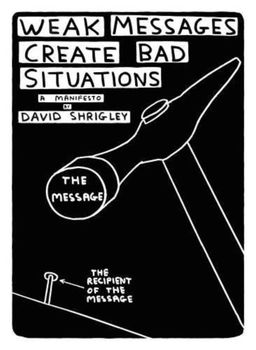 WEAK MESSAGES
CREATE BAD
SITUATIONS
A MANIFESTO
BY
DAVID SHRIGLEY
THE
MESSAGE
THE
RECIPIENT
OF THE
MESSAGE